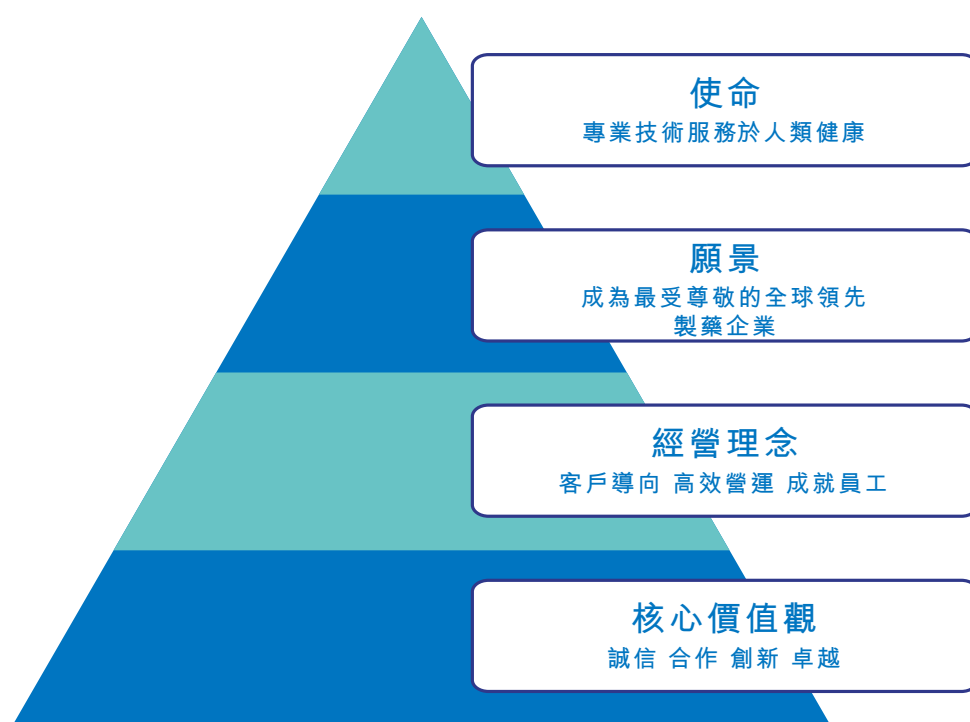 使命
專業技術服務於人類健康
願景
成為最受尊敬的全球領先
製藥企業
經營理念
客戶導向 高效營運 成就員工
核心價值觀
誠信 合作 創新 卓越